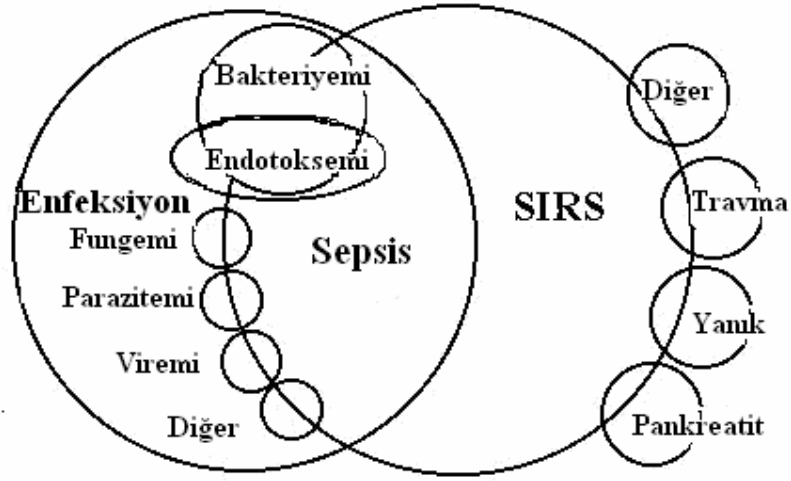 Bakteriyemi
Endotoksemi
Enfeksiyon
Fungemi
Parazitemi
Viremi
Diğer
Sepsis
SIRS
Diğer
Travma
Yanık
Pankreatit